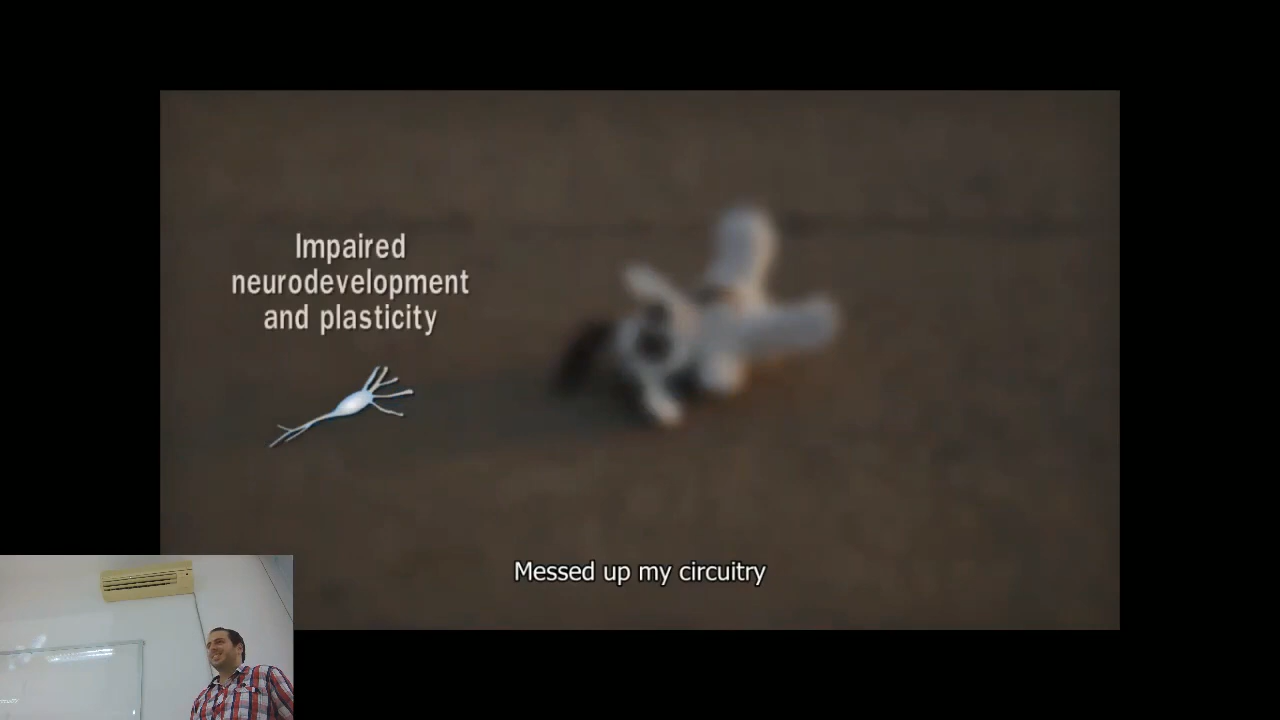 Impaired
neurodevelopment
and plasticity
Messed up my circuitry